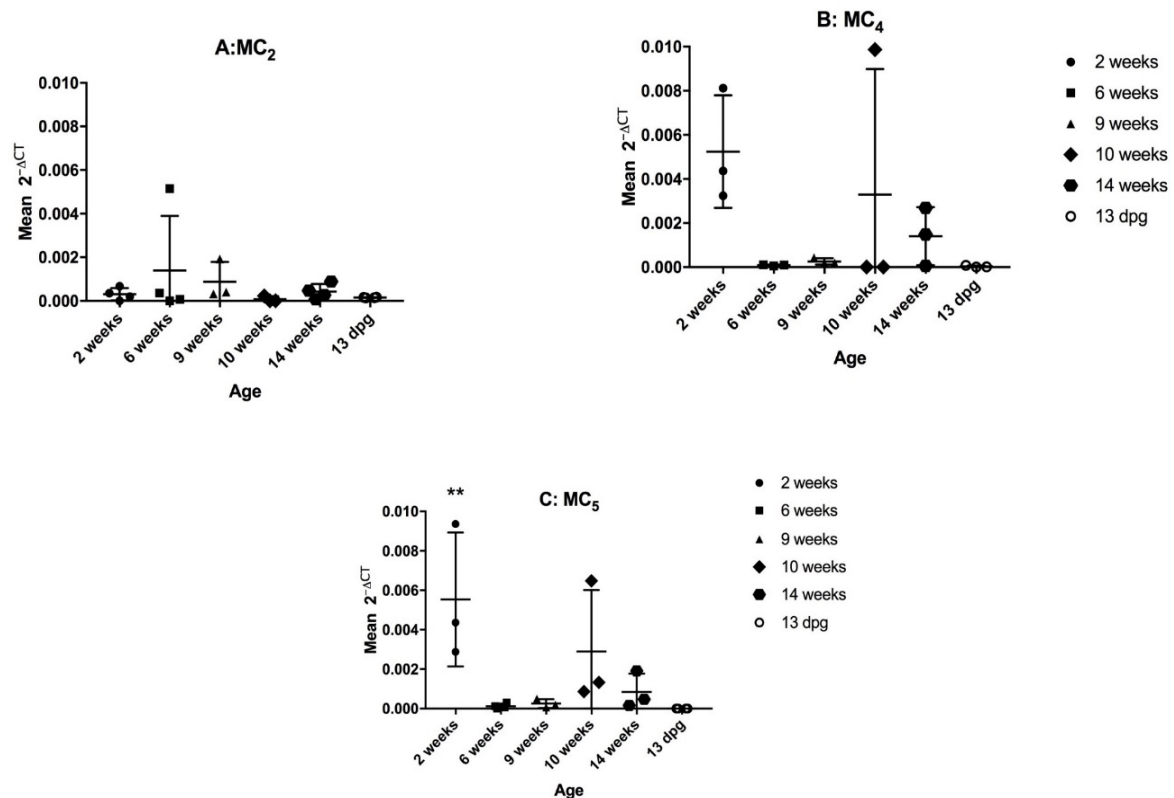 A:MC₂
Mean 2⁻ΔCT
0.010
0.008
0.006
0.004
0.002
0.000
2 weeks
6 weeks
9 weeks
10 weeks
14 weeks
13 dpg
Age
B: MC₄
Mean 2⁻ΔCT
0.010
0.008
0.006
0.004
0.002
0.000
2 weeks
6 weeks
9 weeks
10 weeks
14 weeks
13 dpg
Age
2 weeks
6 weeks
9 weeks
10 weeks
14 weeks
13 dpg
C: MC₅
**
Mean 2⁻ΔCT
0.010
0.008
0.006
0.004
0.002
0.000
2 weeks
6 weeks
9 weeks
10 weeks
14 weeks
13 dpg
Age
2 weeks
6 weeks
9 weeks
10 weeks
14 weeks
13 dpg